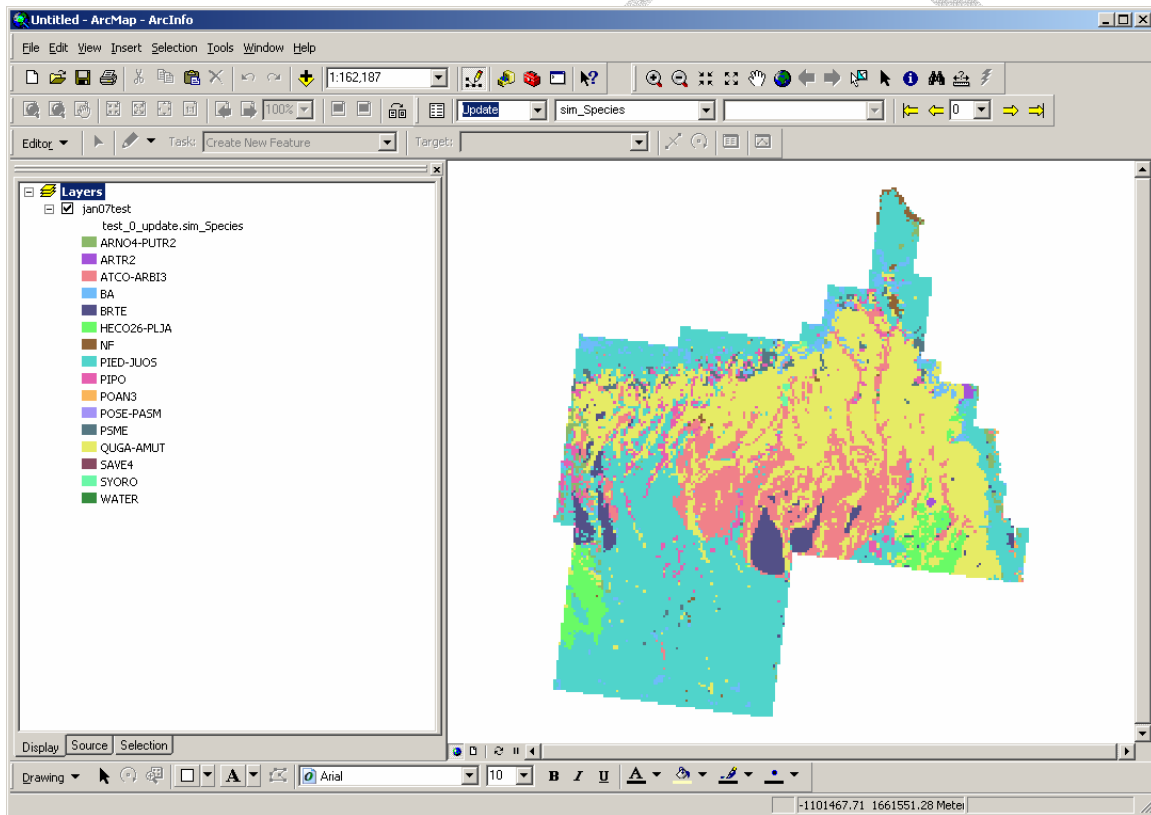 Untitled - ArcMap - ArcInfo
File Edit View Insert Selection Tools Window Help
1:162,187
100% Update sim_Species 0
Editor Task: Create New Feature Target:
Layers
jan07test
test_0_update.sim_Species
ARNO4-PUTR2
ARTR2
ATCO-ARBI3
BA
BRTE
HECO26-PLJA
NF
PIED-JUOS
PIPO
POAN3
POSE-PASM
PSME
QUGA-AMUT
SAVE4
SYORO
WATER
Display Source Selection
Drawing A Arial 10 B I U A
-1101467.71 1661551.28 Meter